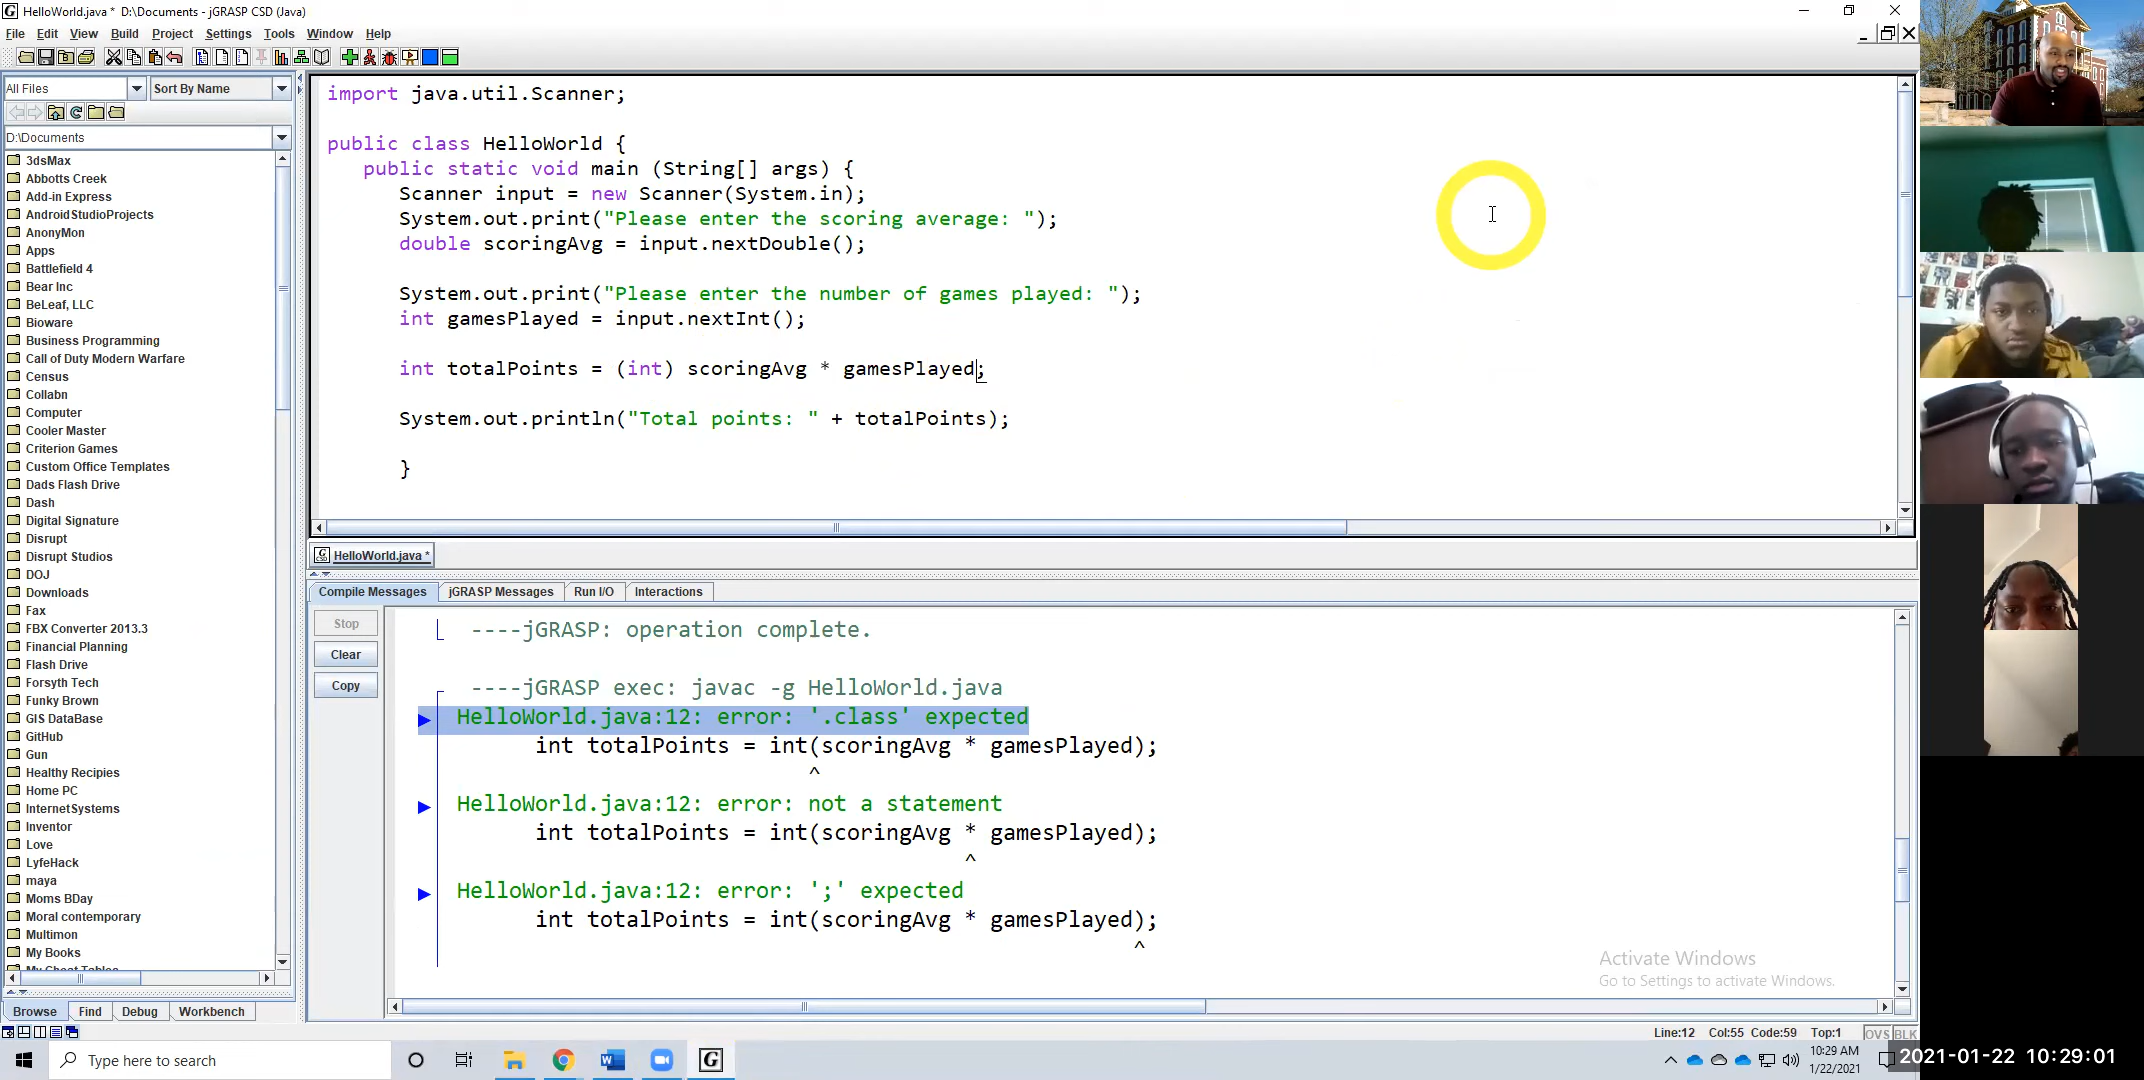 HelloWorld.java * D:\Documents - jGRASP CSD (Java)
File Edit View Build Project Settings Tools Window Help
All Files Sort By Name
D:\Documents
3dsMax
Abbotts Creek
Add-in Express
AndroidStudioProjects
AnonyMon
Apps
Battlefield 4
Bear Inc
BeLeaf, LLC
Bioware
Business Programming
Call of Duty Modern Warfare
Census
Collabn
Computer
Cooler Master
Criterion Games
Custom Office Templates
Dads Flash Drive
Dash
Digital Signature
Disrupt
Disrupt Studios
DOJ
Downloads
Fax
FBX Converter 2013.3
Financial Planning
Flash Drive
Forsyth Tech
Funky Brown
GIS DataBase
GitHub
Gun
Healthy Recipies
Home PC
InternetSystems
Inventor
Love
LyfeHack
maya
Moms BDay
Moral contemporary
Multimon
My Books
My Cheat Tables
Browse Find Debug Workbench
import java.util.Scanner;
public class HelloWorld {
public static void main (String[] args) {
Scanner input = new Scanner(System.in);
System.out.print("Please enter the scoring average: ");
double scoringAvg = input.nextDouble();
System.out.print("Please enter the number of games played: ");
int gamesPlayed = input.nextInt();
int totalPoints = (int) scoringAvg * gamesPlayed;
System.out.println("Total points: " + totalPoints);
}
HelloWorld.java *
Compile Messages jGRASP Messages Run I/O Interactions
Stop
Clear
Copy
----jGRASP: operation complete.
----jGRASP exec: javac -g HelloWorld.java
HelloWorld.java:12: error: '.class' expected
int totalPoints = int(scoringAvg * gamesPlayed);
^
HelloWorld.java:12: error: not a statement
int totalPoints = int(scoringAvg * gamesPlayed);
^
HelloWorld.java:12: error: ';' expected
int totalPoints = int(scoringAvg * gamesPlayed);
^
Activate Windows
Go to Settings to activate Windows.
Line:12 Col:55 Code:59 Top:1 OVS BLK
Type here to search
10:29 AM
1/22/2021
2021-01-22 10:29:01